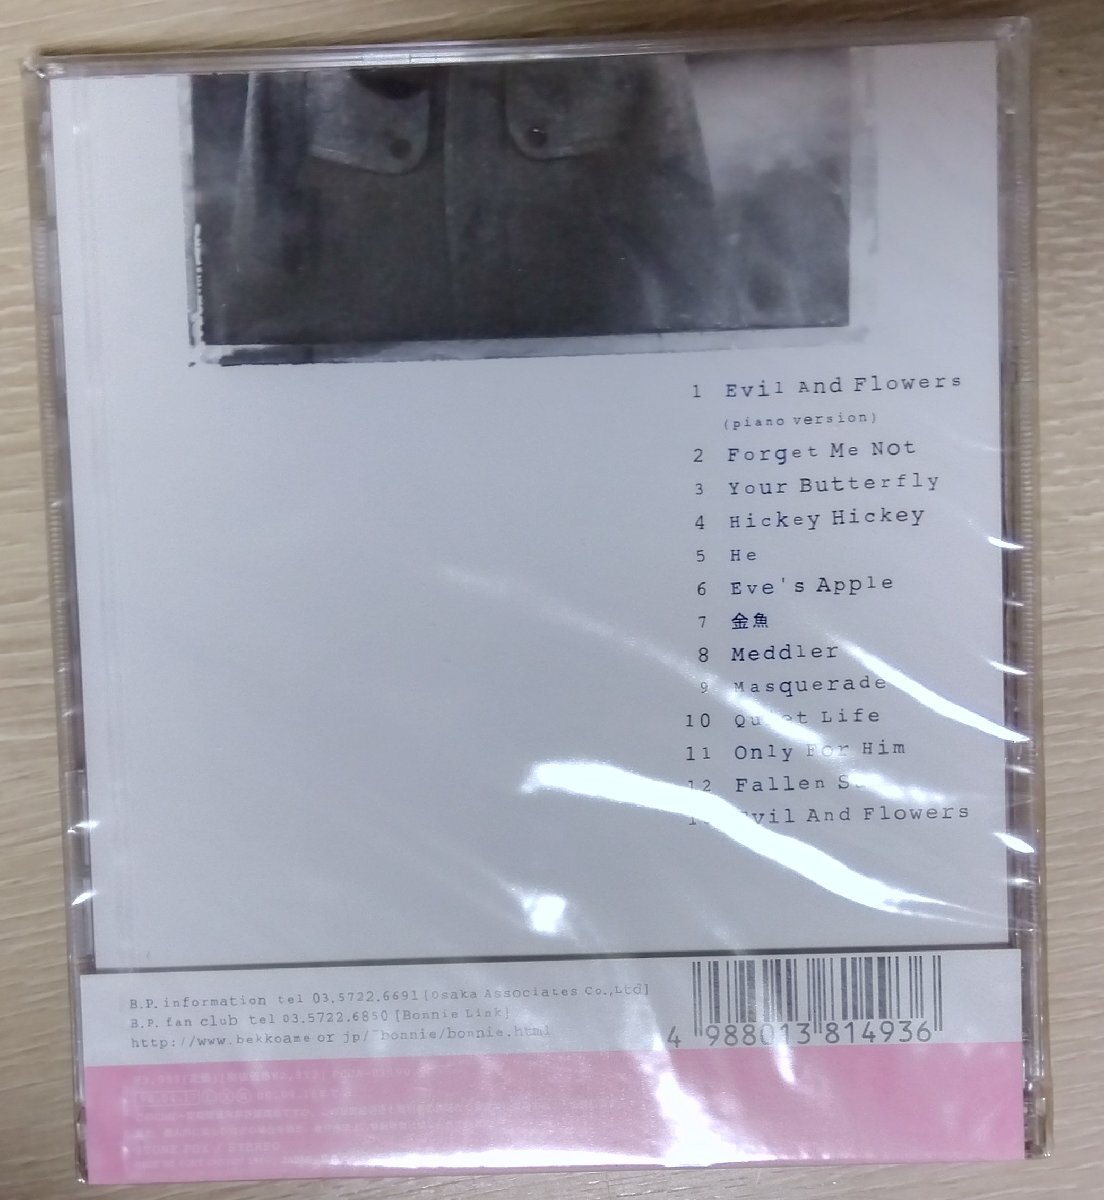 1 Evil And Flowers
(piano version)
2 Forget Me Not
3 Your Butterfly
4 Hickey Hickey
5 He
6 Eve's Apple
7 金魚
8 Meddler
9 Masquerade
10 Quiet Life
11 Only For Him
12 Fallen
Evil And Flowers
B.P. information tel 03.5722.6691 [Osaka Associates Co.,Ltd]
B.P. fan club tel 03.5722.6850 [Bonnie Link]
http://www.bekkoame or jp/~bonnie/bonnie.html
4 988013 814936
STEREO